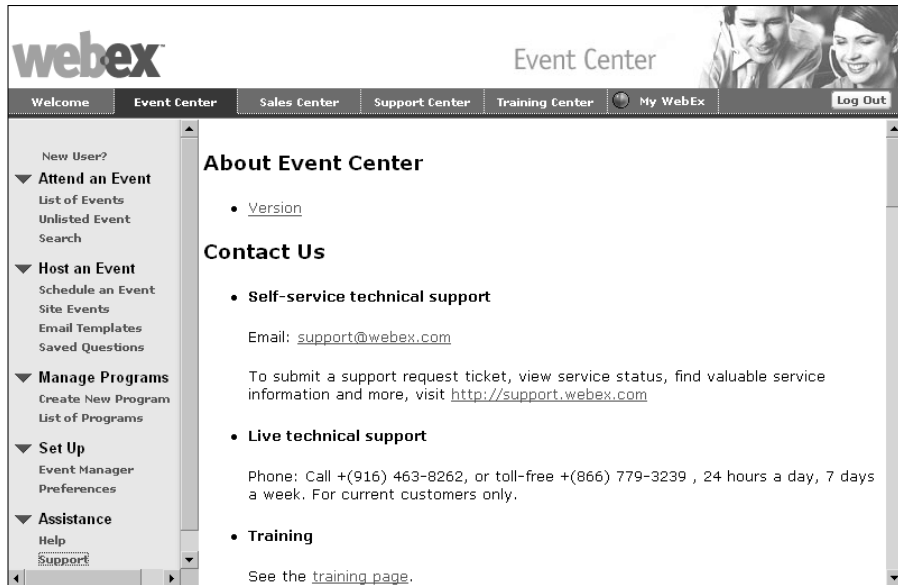 webex
Event Center
Welcome
Event Center
Sales Center
Support Center
Training Center
My WebEx
Log Out
New User?
Attend an Event
List of Events
Unlisted Event
Search
Host an Event
Schedule an Event
Site Events
Email Templates
Saved Questions
Manage Programs
Create New Program
List of Programs
Set Up
Event Manager
Preferences
Assistance
Help
Support
About Event Center
• Version
Contact Us
• Self-service technical support
Email: support@webex.com
To submit a support request ticket, view service status, find valuable service
information and more, visit http://support.webex.com
• Live technical support
Phone: Call +(916) 463-8262, or toll-free +(866) 779-3239 , 24 hours a day, 7 days
a week. For current customers only.
• Training
See the training page.